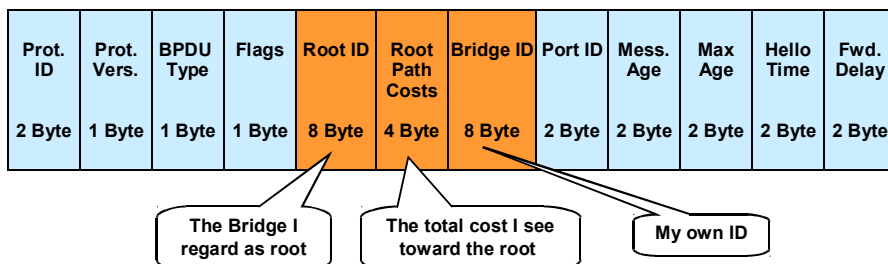 Prot. ID
Prot. Vers.
BPDU Type
Flags
Root ID
Root Path Costs
Bridge ID
Port ID
Mess. Age
Max Age
Hello Time
Fwd. Delay
2 Byte
1 Byte
1 Byte
1 Byte
8 Byte
4 Byte
8 Byte
2 Byte
2 Byte
2 Byte
2 Byte
2 Byte
The Bridge I
regard as root
The total cost I see
toward the root
My own ID